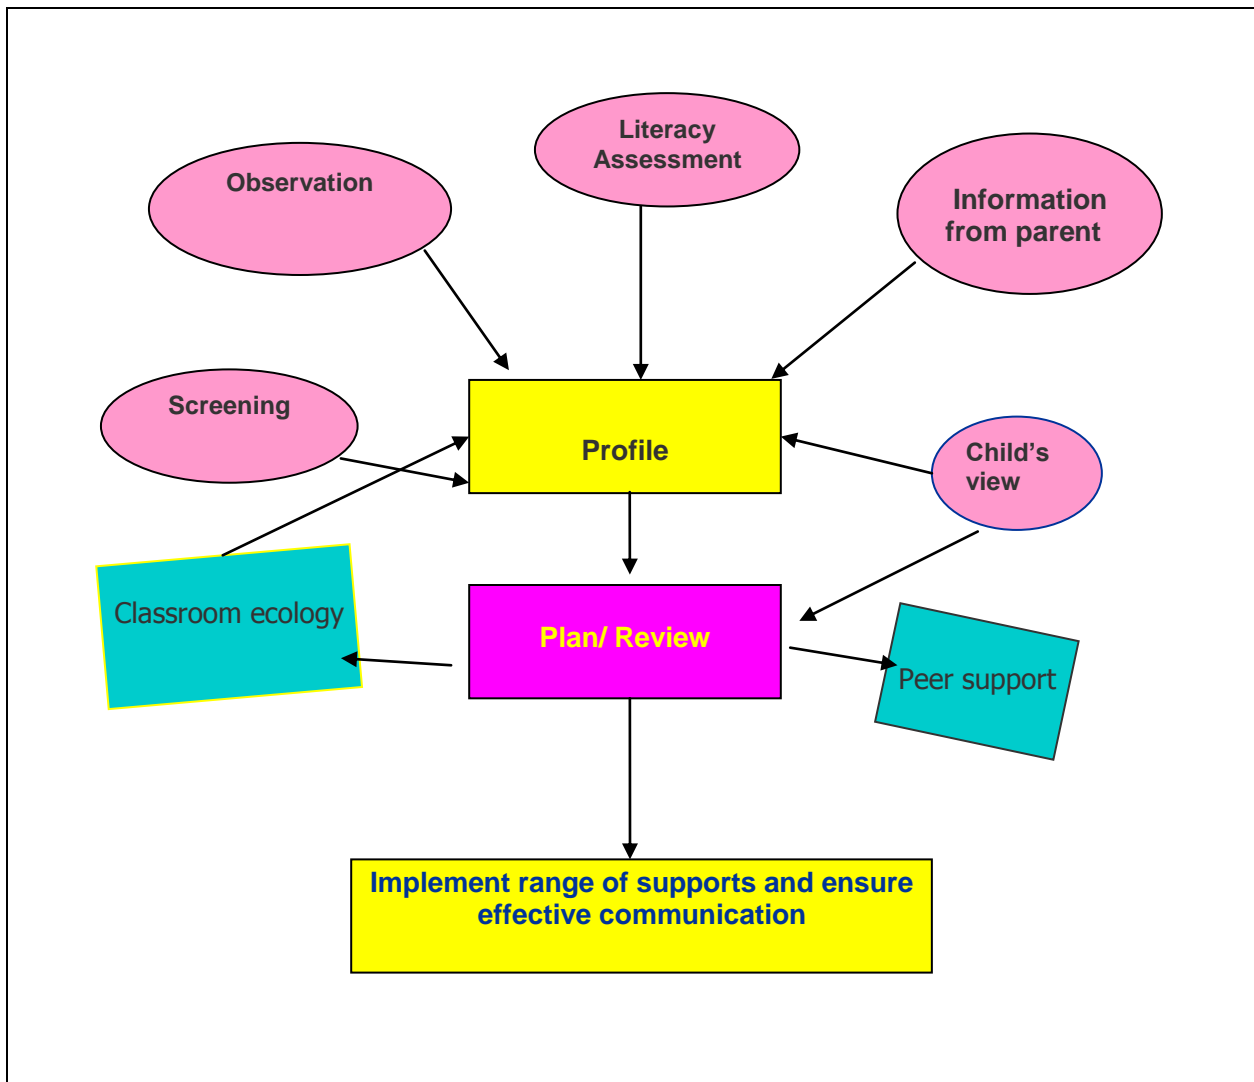 Literacy
Assessment
Observation
Information
from parent
Screening
Profile
Child’s
view
Classroom ecology
Plan/ Review
Peer support
Implement range of supports and ensure
effective communication